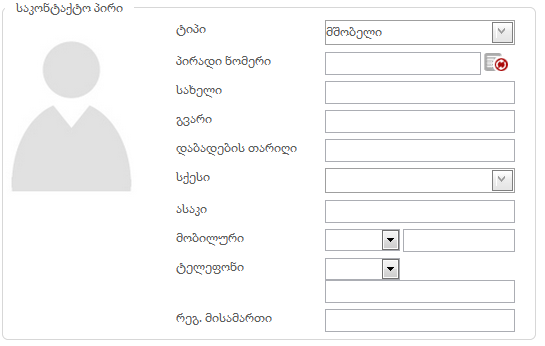 საკონტაქტო პირი
ტიპი მშობელი
პირადი ნომერი
სახელი
გვარი
დაბადების თარიღი
სქესი
ასაკი
მობილური
ტელეფონი
რეგ. მისამართი